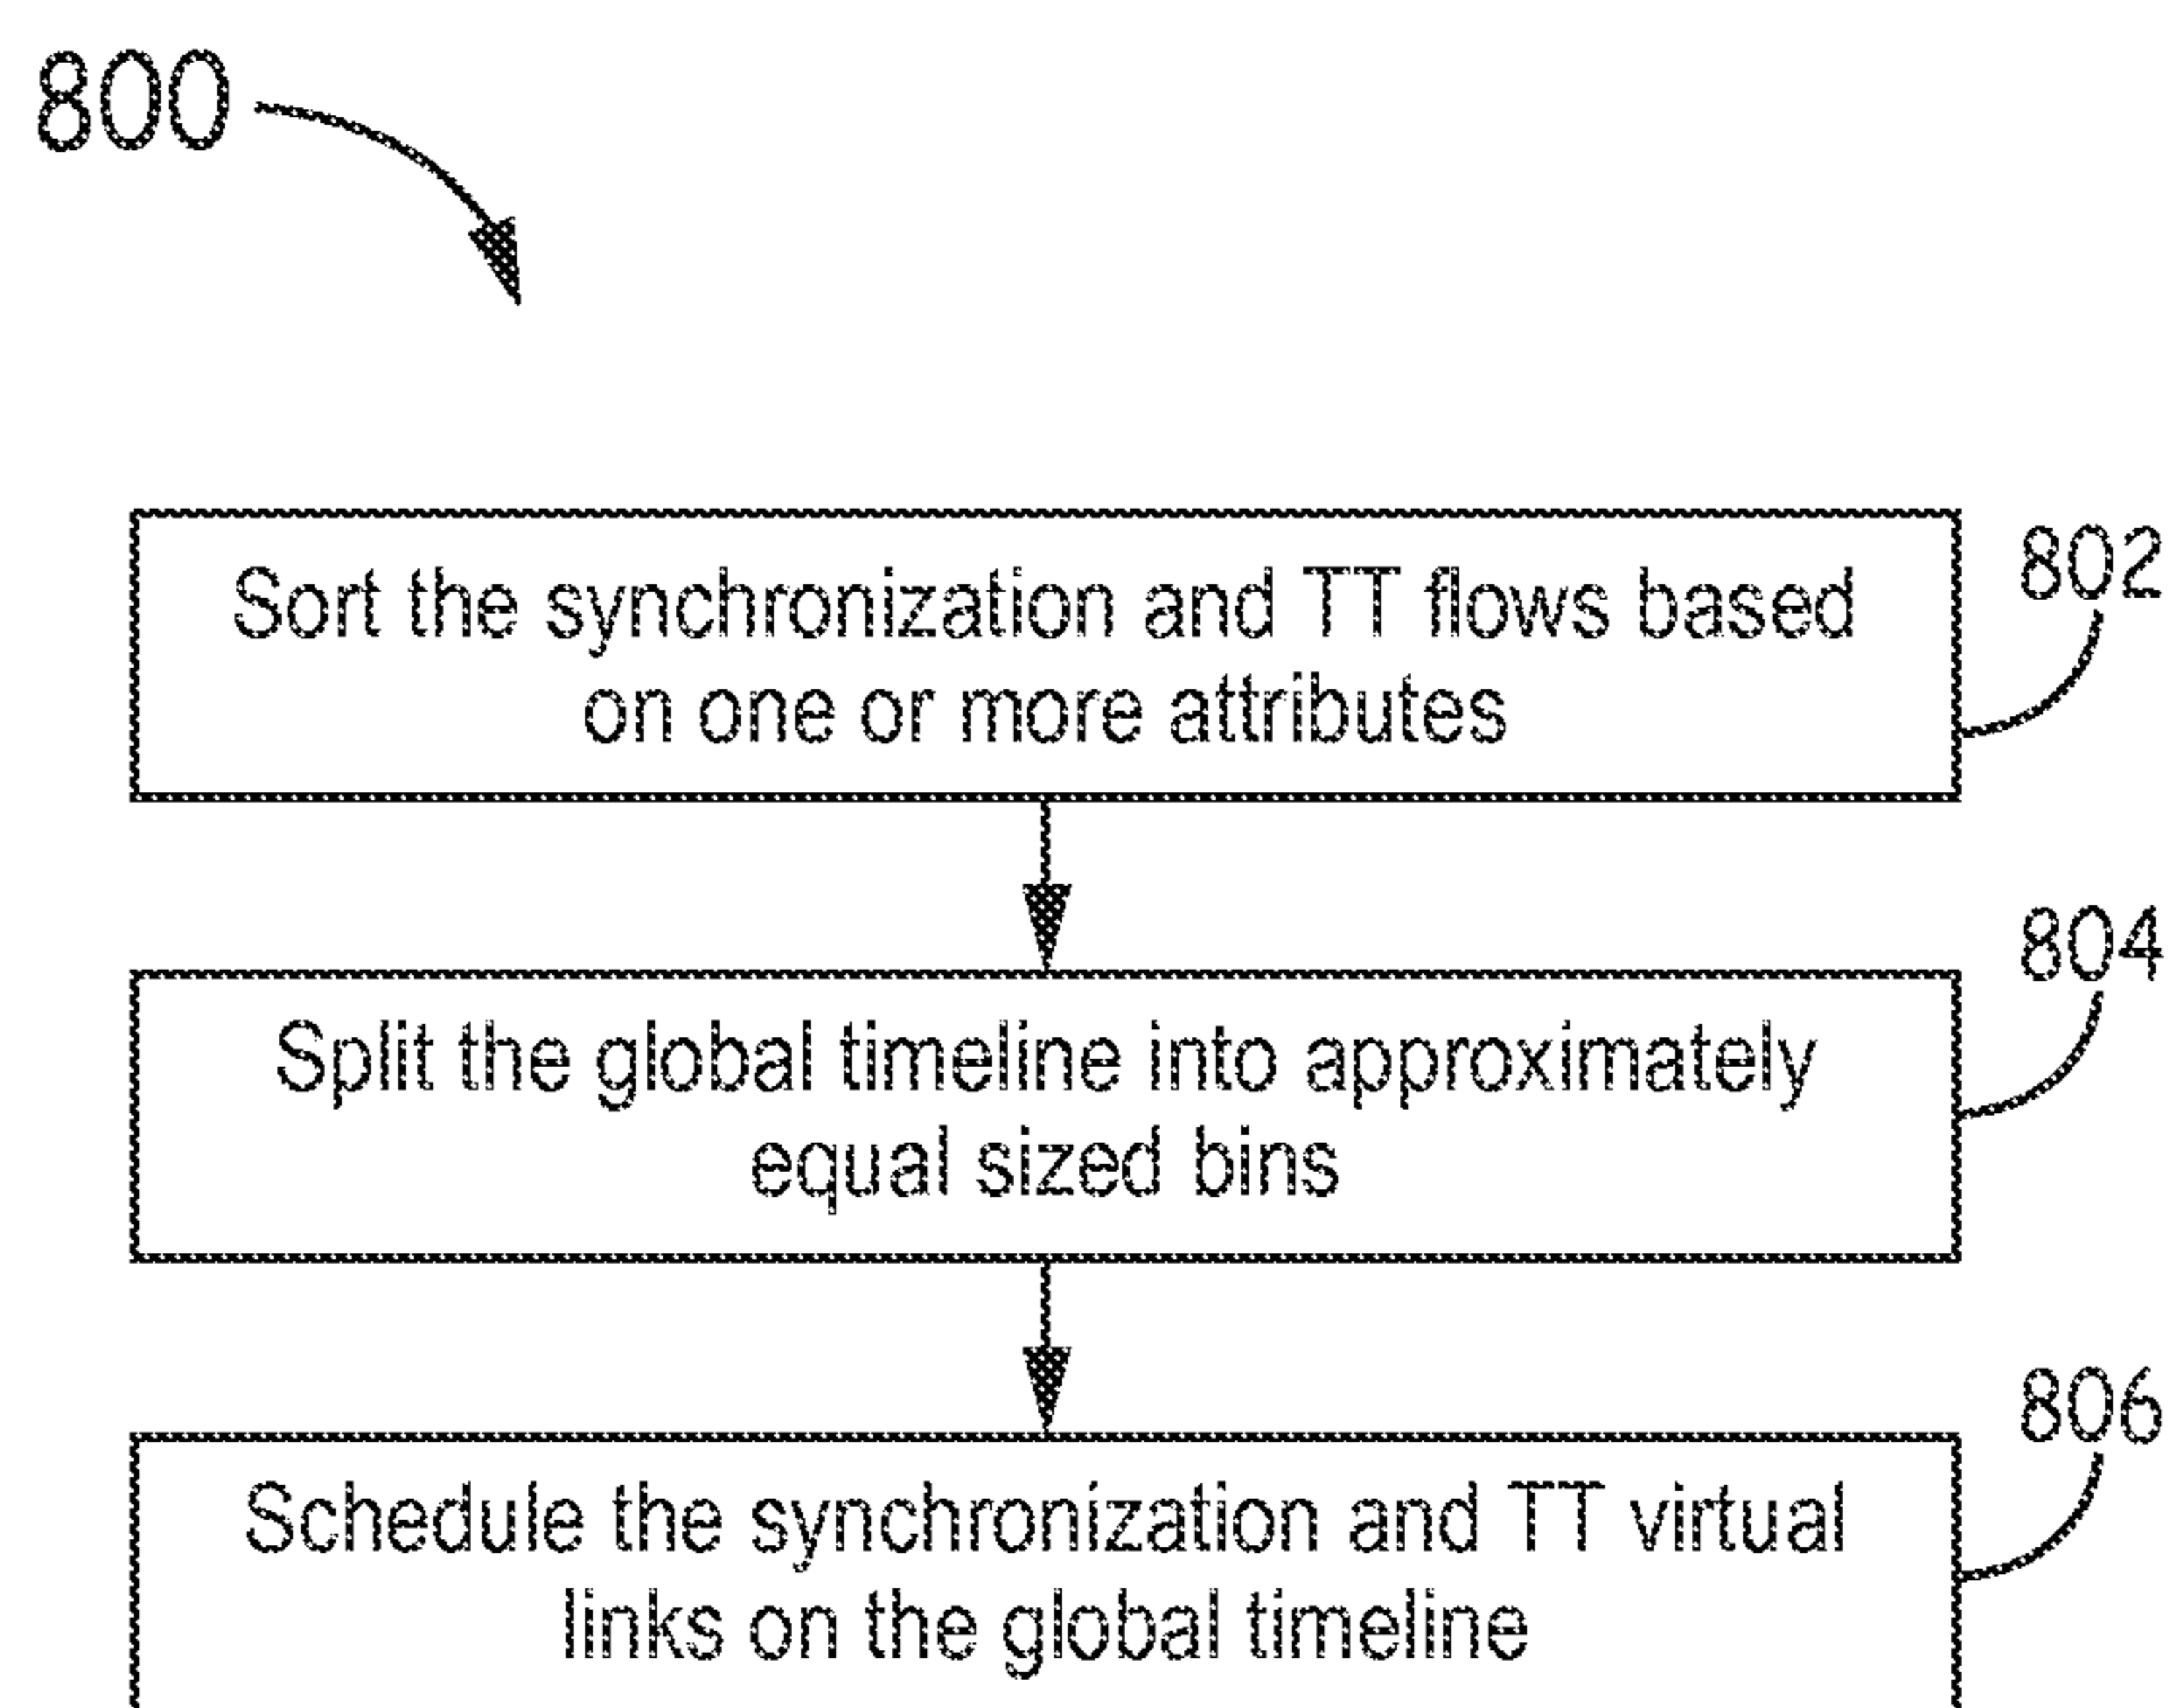 800
802
Sort the synchronization and TT flows based
on one or more attributes
804
Split the global timeline into approximately
equal sized bins
806
Schedule the synchronization and TT virtual
links on the global timeline